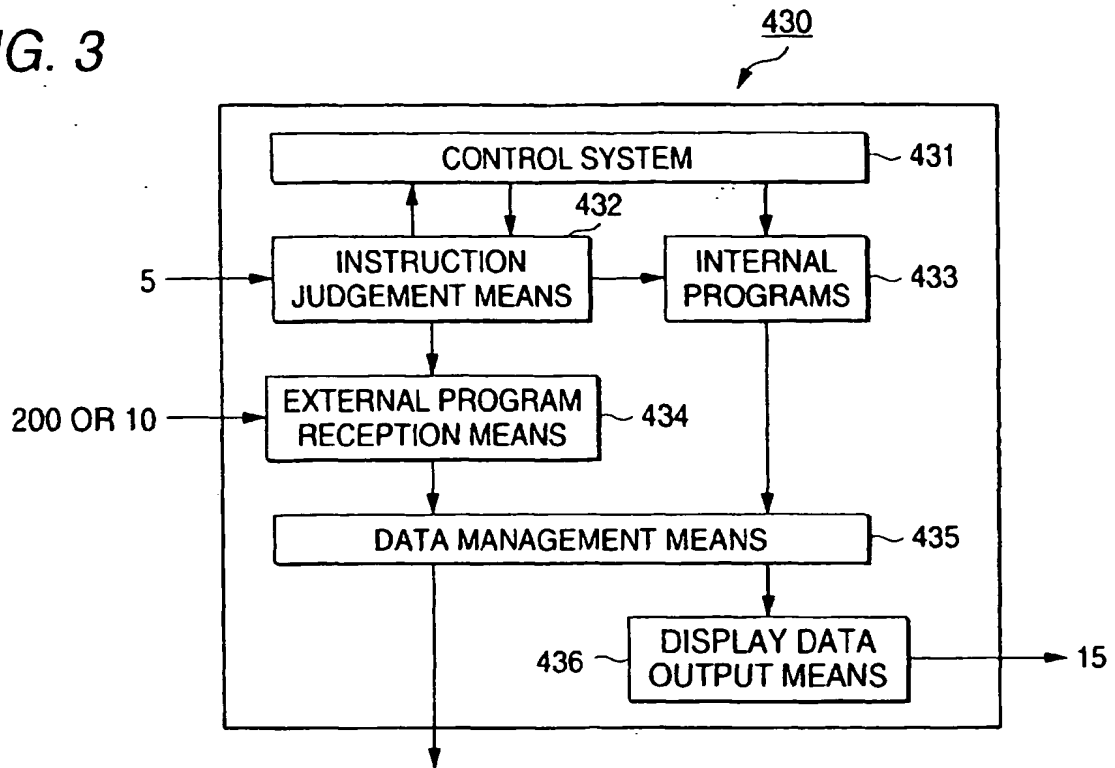 IG. 3
430
CONTROL SYSTEM
431
432
5
INSTRUCTION
JUDGEMENT MEANS
INTERNAL
PROGRAMS
433
200 OR 10
EXTERNAL PROGRAM
RECEPTION MEANS
434
DATA MANAGEMENT MEANS
435
436
DISPLAY DATA
OUTPUT MEANS
15